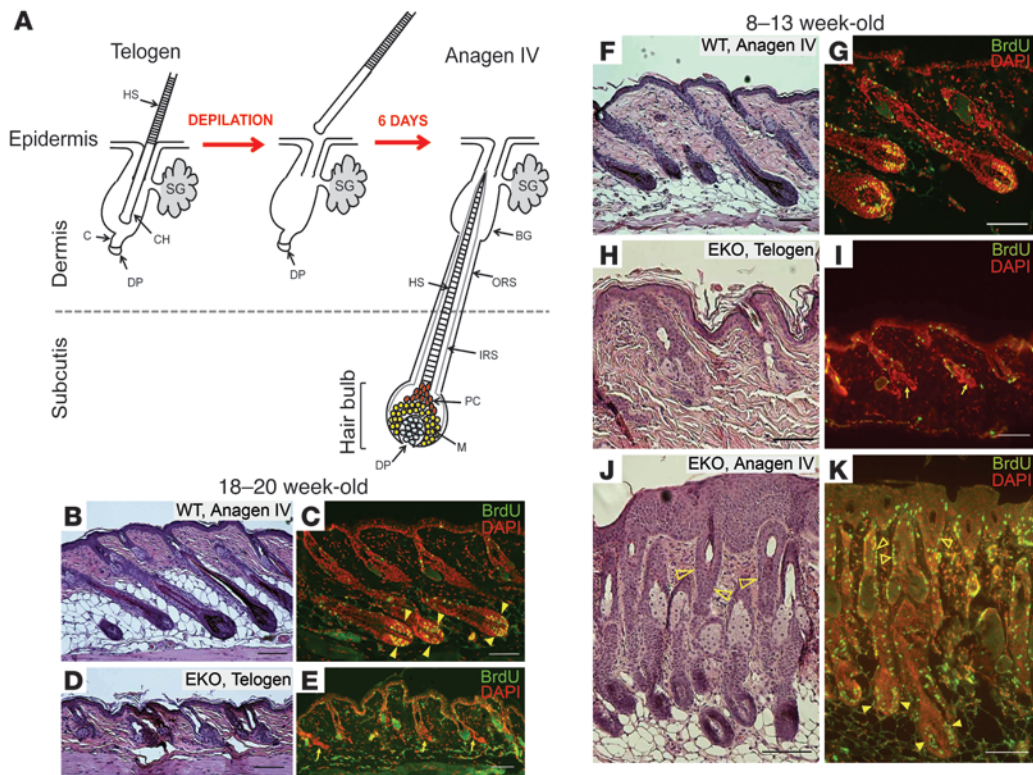 A
Telogen
HS
Epidermis
DEPILATION
6 DAYS
Anagen IV
SG
SG
SG
Dermis
C
CH
DP
DP
BG
HS
ORS
Subcutis
IRS
Hair bulb
PC
M
DP
18–20 week-old
B
WT, Anagen IV
C
BrdU
DAPI
D
EKO, Telogen
E
BrdU
DAPI
8–13 week-old
F
WT, Anagen IV
G
BrdU
DAPI
H
EKO, Telogen
I
BrdU
DAPI
J
EKO, Anagen IV
K
BrdU
DAPI